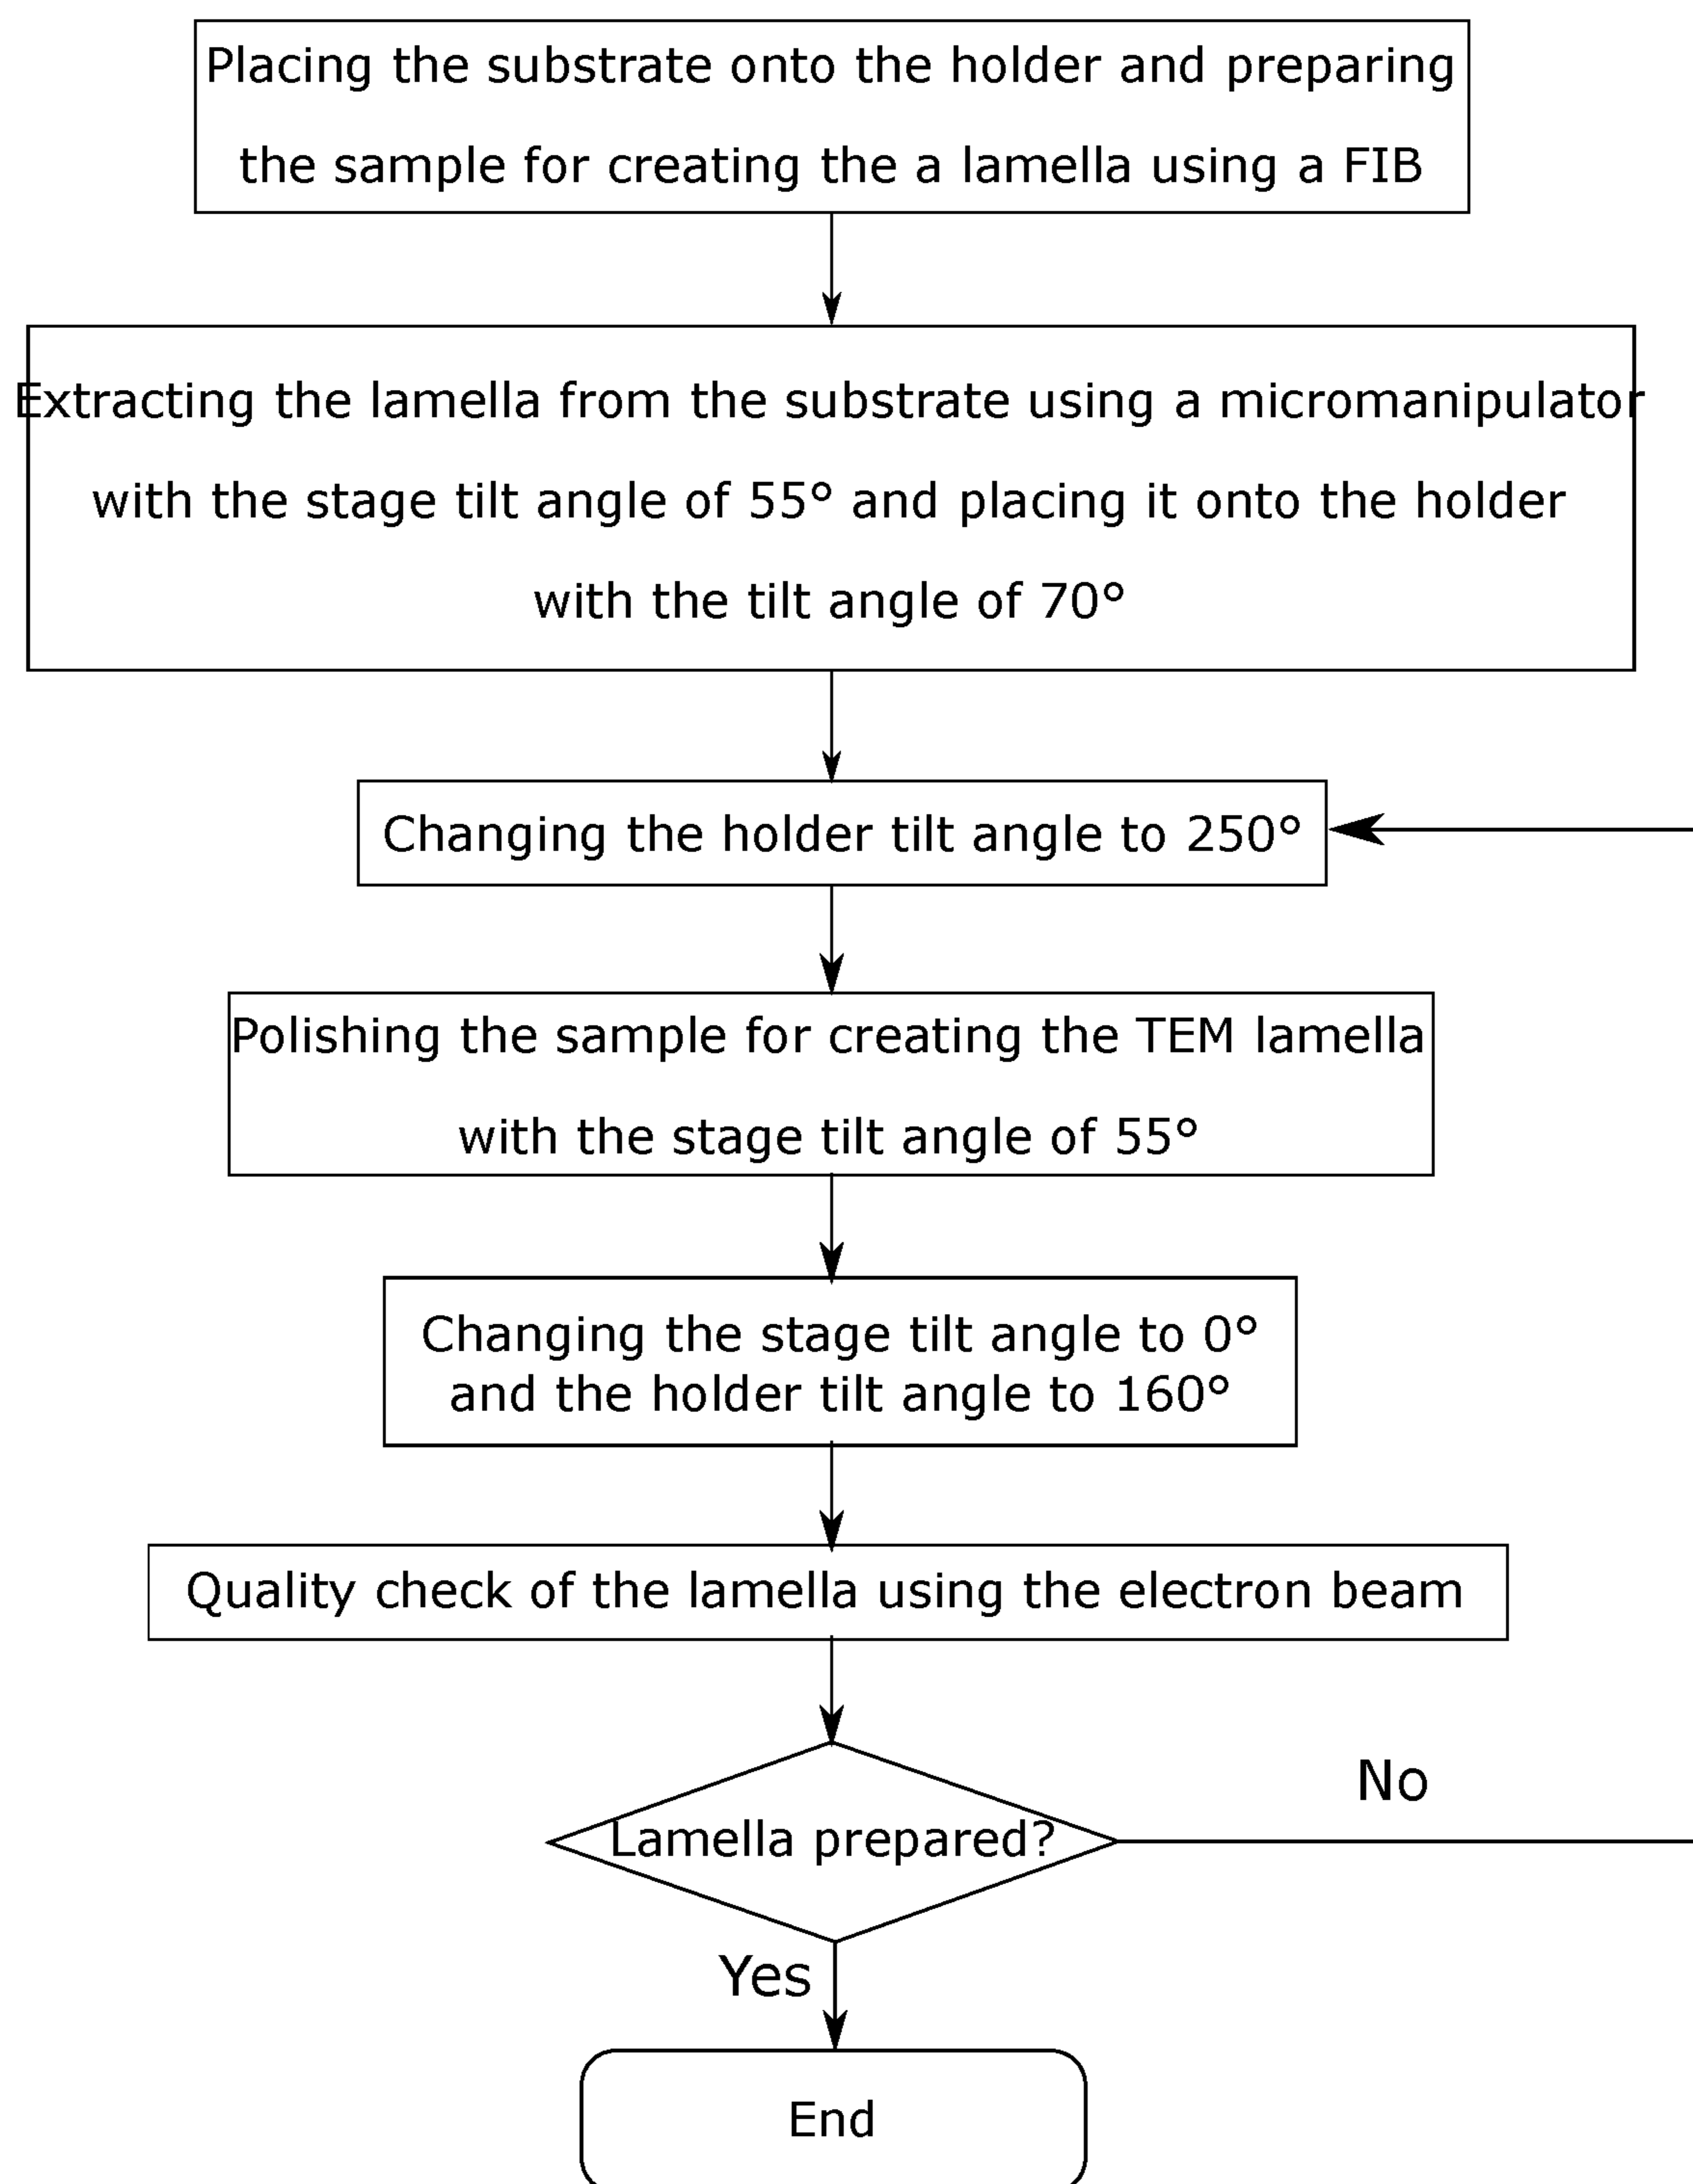 Placing the substrate onto the holder and preparing
the sample for creating the a lamella using a FIB
Extracting the lamella from the substrate using a micromanipulator
with the stage tilt angle of 55° and placing it onto the holder
with the tilt angle of 70°
Changing the holder tilt angle to 250°
Polishing the sample for creating the TEM lamella
with the stage tilt angle of 55°
Changing the stage tilt angle to 0°
and the holder tilt angle to 160°
Quality check of the lamella using the electron beam
Lamella prepared?
No
Yes
End